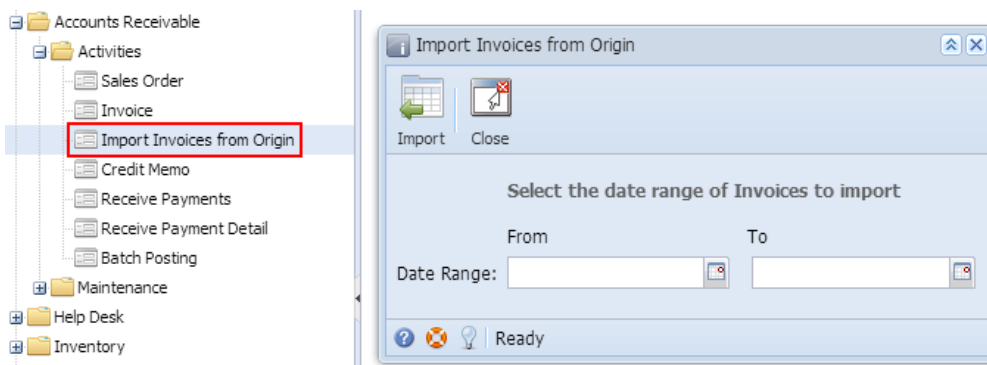 Accounts Receivable
Activities
Sales Order
Invoice
Import Invoices from Origin
Credit Memo
Receive Payments
Receive Payment Detail
Batch Posting
Maintenance
Help Desk
Inventory
Import Invoices from Origin
Import Close
Select the date range of Invoices to import
From To
Date Range:
Ready